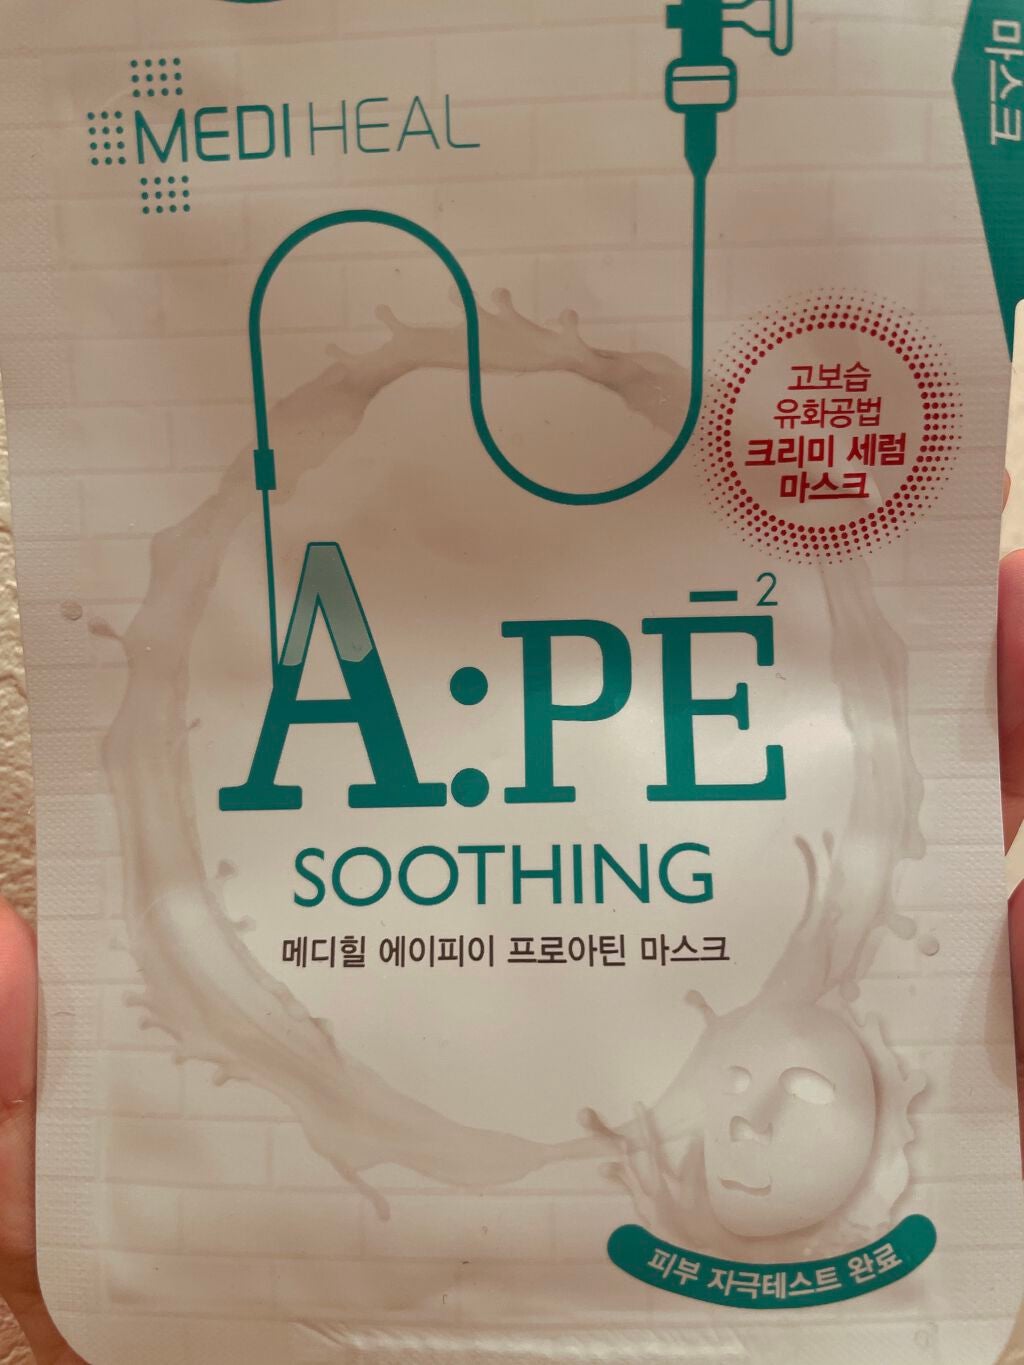 MEDIHEAL
마스크
고보습
유화공법
크리미 세럼
마스크
A:PĒ²
SOOTHING
메디힐 에이피이 프로아틴 마스크
피부 자극테스트 완료